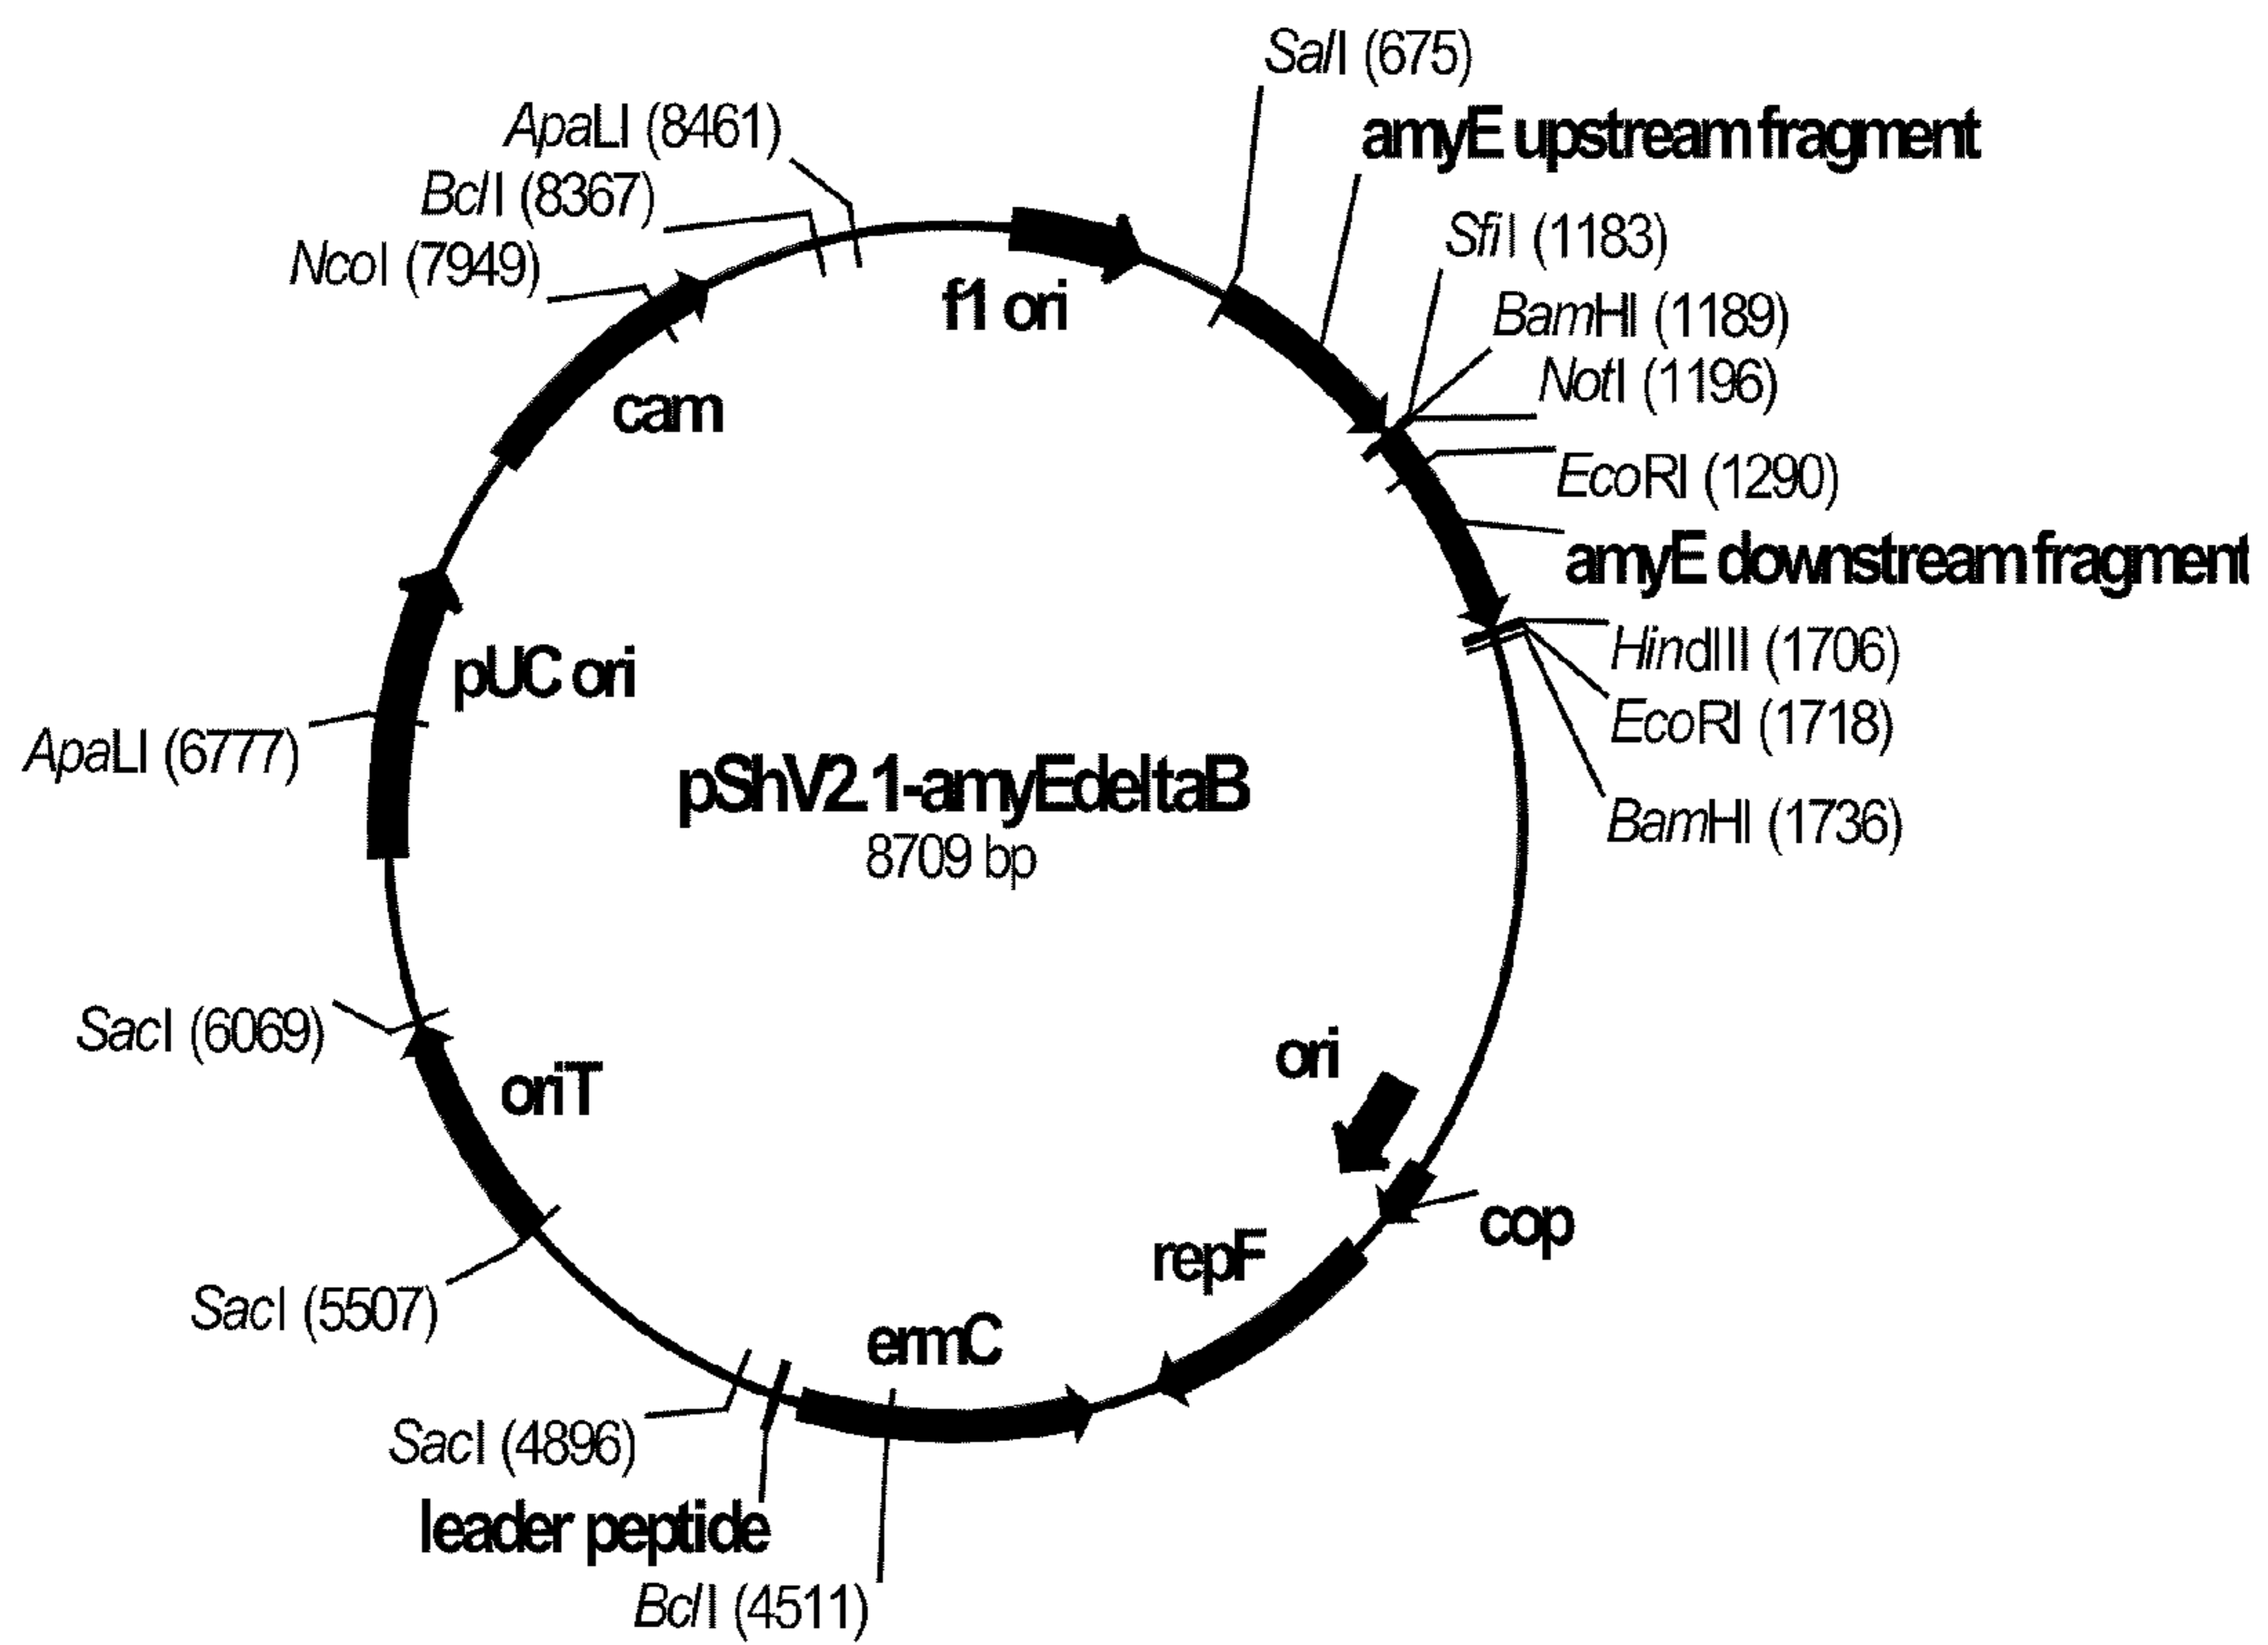 SalI (675)
ApaLI (8461)
amyE upstream fragment
BclI (8367)
SfiI (1183)
NcoI (7949)
f1 ori
BamHI (1189)
NotI (1196)
cam
EcoRI (1290)
amyE downstream fragment
pUC ori
HindIII (1706)
EcoRI (1718)
ApaLI (6777)
pShV2.1-amyEdeltaB
8709 bp
BamHI (1736)
SacI (6069)
ori
oriT
cop
repF
SacI (5507)
ermC
SacI (4896)
leader peptide
BclI (4511)